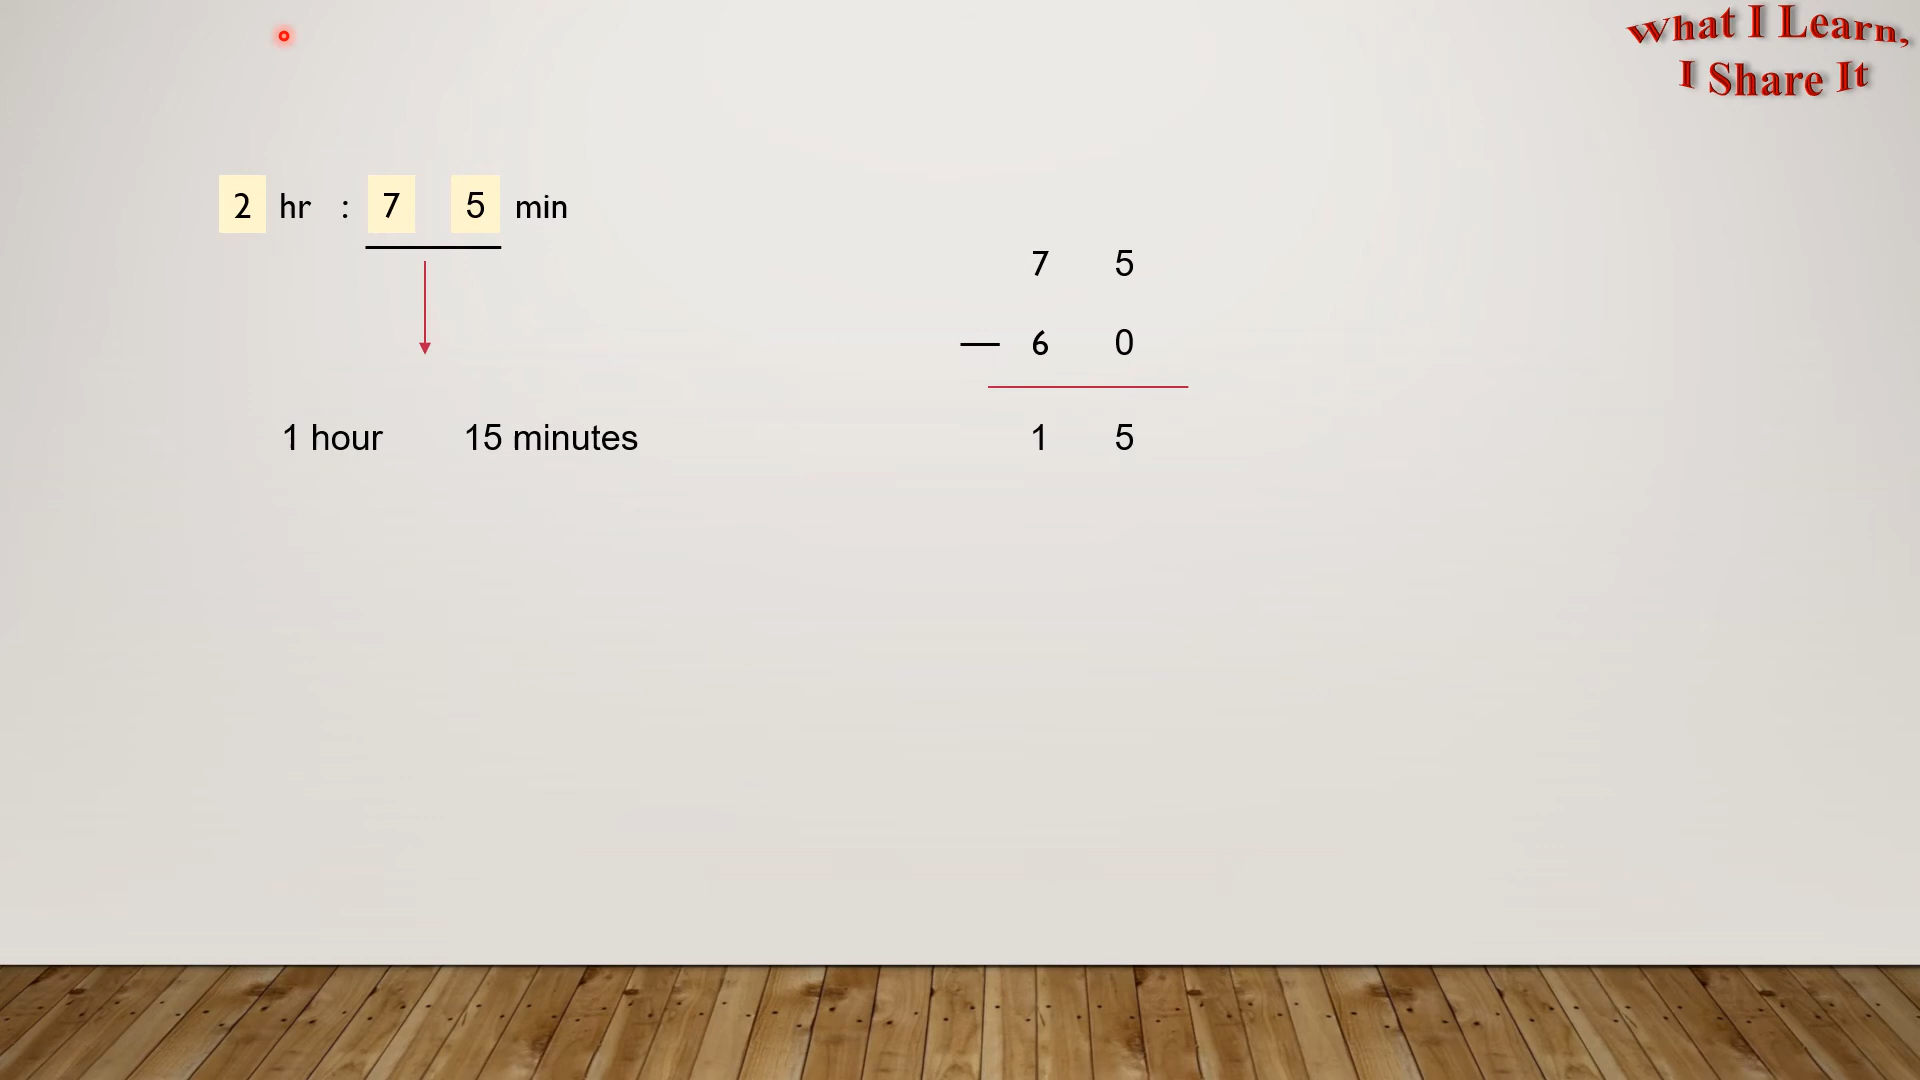 What I Learn,
I Share It
2 hr : 7 5 min
7 5
— 6 0
1 hour 15 minutes
1 5